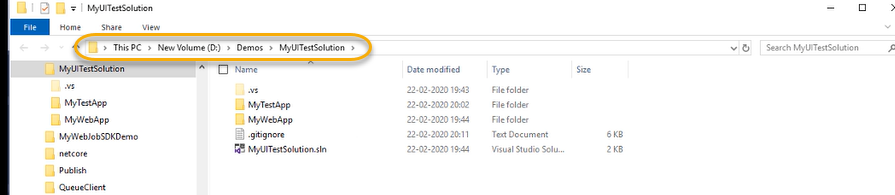 MyUITestSolution
File Home Share View
This PC > New Volume (D:) > Demos > MyUITestSolution >
Search MyUITestSolution
MyUITestSolution
.vs
MyTestApp
MyWebApp
MyWebJobSDKDemo
netcore
Publish
QueueClient
Name Date modified Type Size
.vs 22-02-2020 19:43 File folder
MyTestApp 22-02-2020 20:02 File folder
MyWebApp 22-02-2020 19:44 File folder
.gitignore 22-02-2020 20:11 Text Document 6 KB
MyUITestSolution.sln 22-02-2020 19:44 Visual Studio Solu... 2 KB